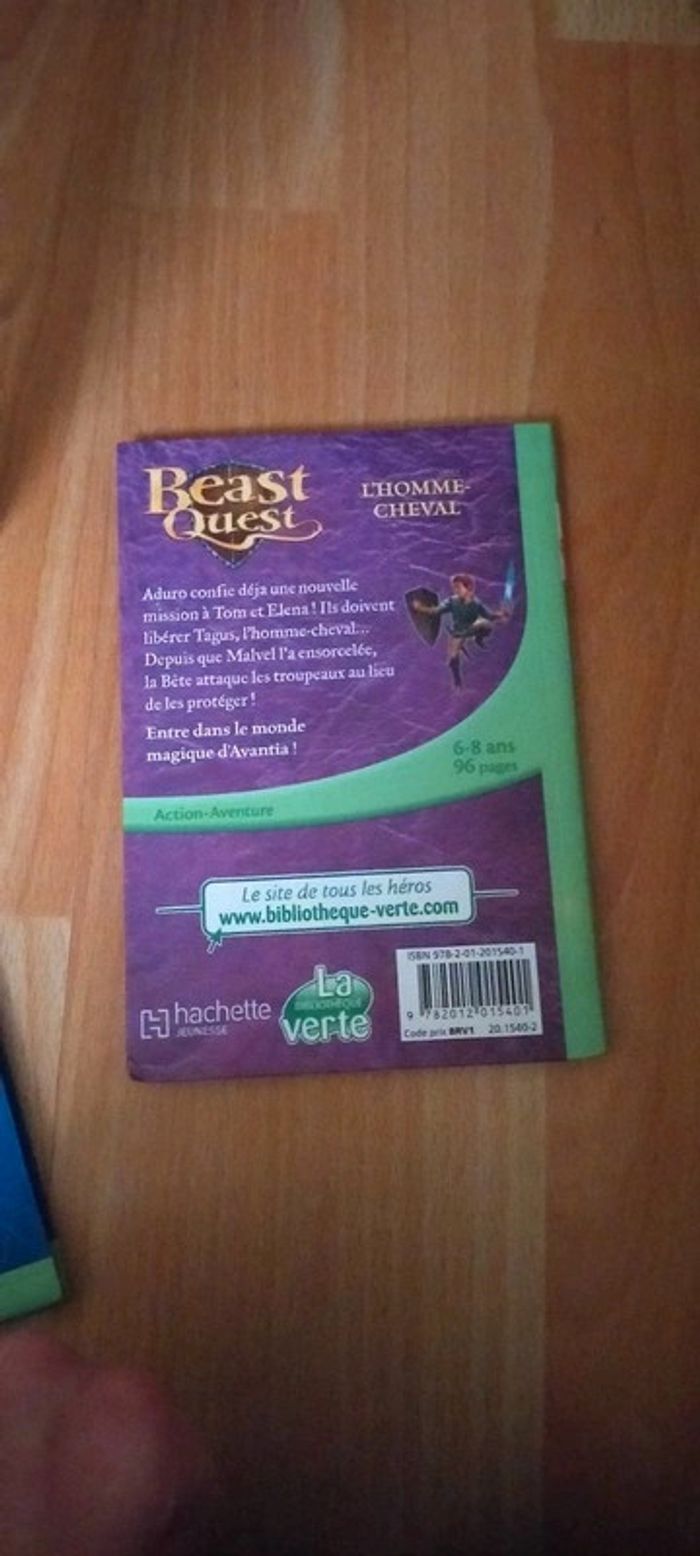 Beast
Quest
L'HOMME-
CHEVAL
Aduro confie déja une nouvelle
mission à Tom et Elena ! Ils doivent
libérer Tagus, l'homme-cheval...
Depuis que Malvel l'a ensorcelée,
la Bête attaque les troupeaux au lieu
de les protéger !
Entre dans le monde
magique d'Avantia !
6-8 ans
96 pages
Action-Aventure
Le site de tous les héros
www.bibliotheque-verte.com
ISBN 978-2-01-201540-1
9 782012 015401
Code prix BRV1 20.1540-2
hachette
JEUNESSE
La
BIBLIOTHÈQUE
verte